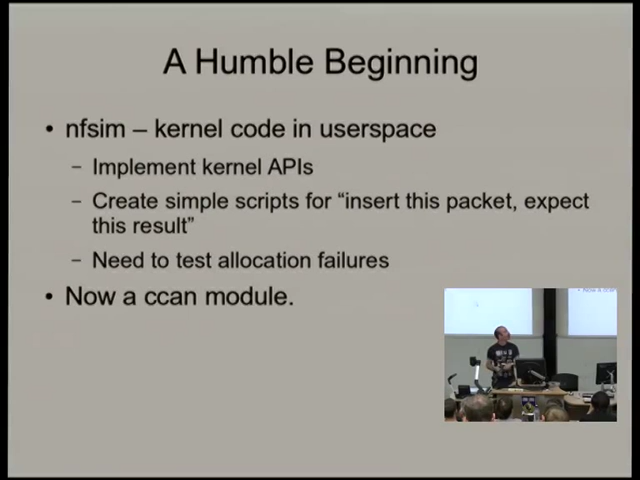 A Humble Beginning
• nfsim – kernel code in userspace
– Implement kernel APIs
– Create simple scripts for “insert this packet, expect
this result”
– Need to test allocation failures
• Now a ccan module.